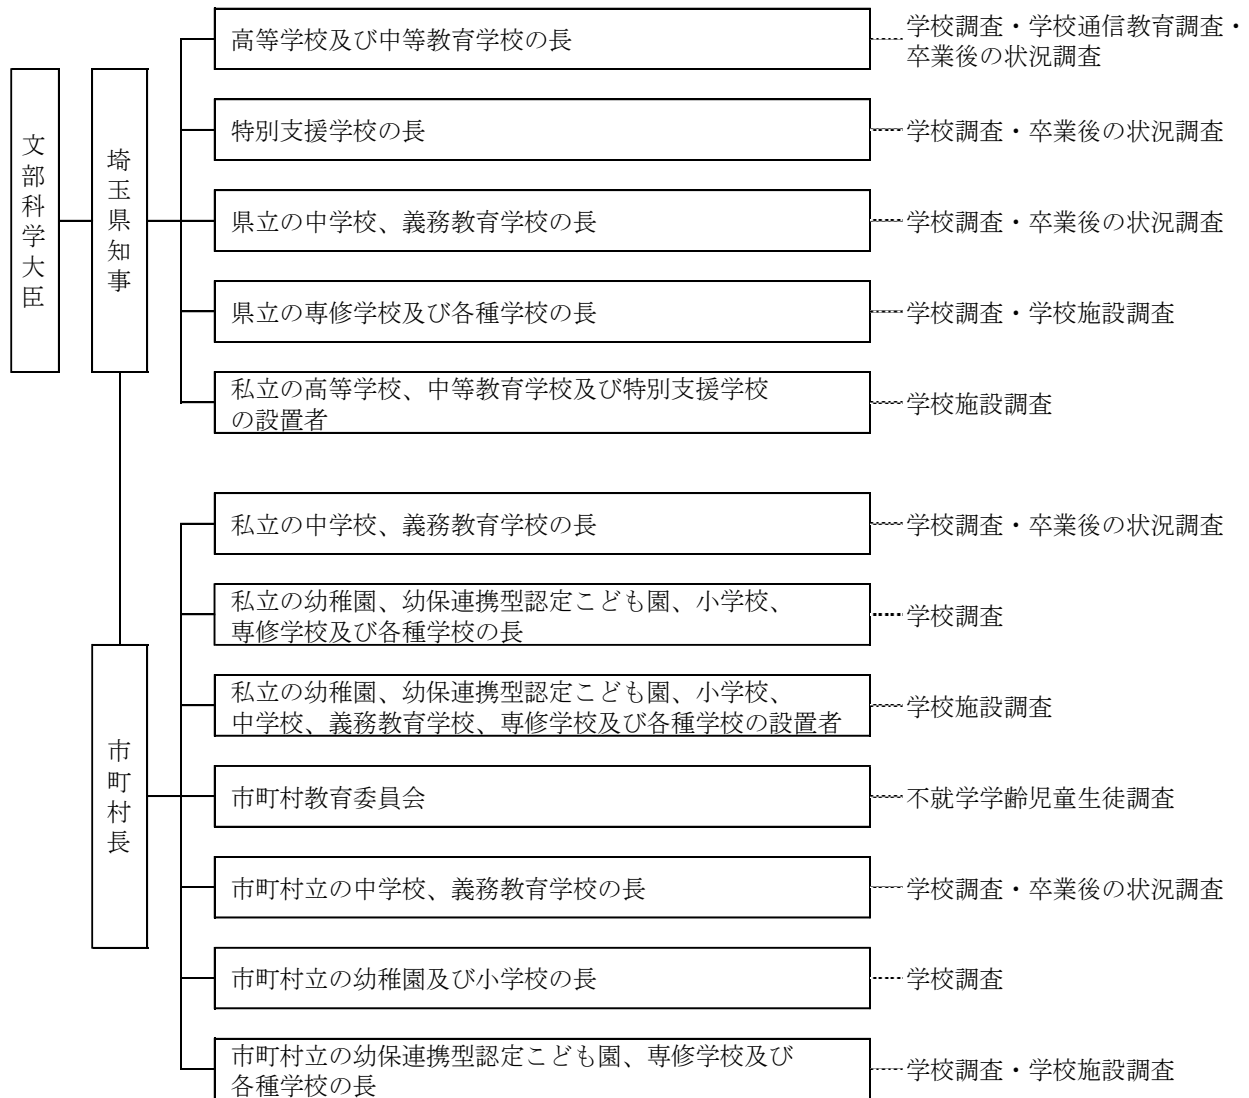 文部科学大臣
埼玉県知事
高等学校及び中等教育学校の長
学校調査・学校通信教育調査・
卒業後の状況調査
特別支援学校の長
学校調査・卒業後の状況調査
県立の中学校、義務教育学校の長
学校調査・卒業後の状況調査
県立の専修学校及び各種学校の長
学校調査・学校施設調査
私立の高等学校、中等教育学校及び特別支援学校
の設置者
学校施設調査
市町村長
私立の中学校、義務教育学校の長
学校調査・卒業後の状況調査
私立の幼稚園、幼保連携型認定こども園、小学校、
専修学校及び各種学校の長
学校調査
私立の幼稚園、幼保連携型認定こども園、小学校、
中学校、義務教育学校、専修学校及び各種学校の設置者
学校施設調査
市町村教育委員会
不就学学齢児童生徒調査
市町村立の中学校、義務教育学校の長
学校調査・卒業後の状況調査
市町村立の幼稚園及び小学校の長
学校調査
市町村立の幼保連携型認定こども園、専修学校及び
各種学校の長
学校調査・学校施設調査